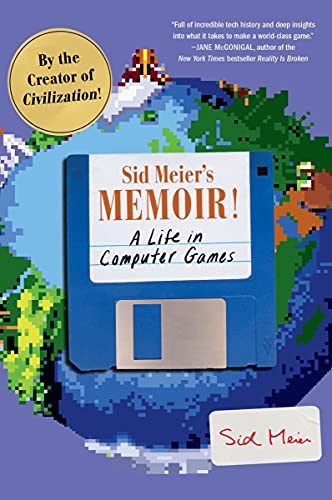 By the
Creator of
Civilization!
"Full of incredible tech history and deep insights
into what it takes to make a world-class game."
—JANE McGONIGAL, author of the
New York Times bestseller Reality Is Broken
Sid Meier's
MEMOIR!
A Life in
Computer Games
Sid Meier